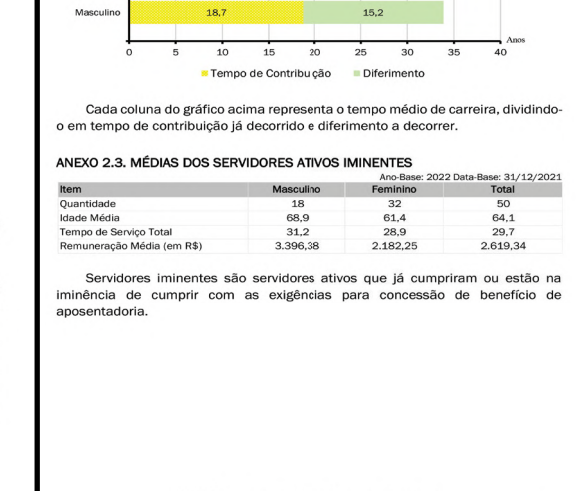 Masculino 18,7 15,2
Anos
0 5 10 15 20 25 30 35 40
Tempo de Contribuição Diferimento
Cada coluna do gráfico acima representa o tempo médio de carreira, dividindo-
o em tempo de contribuição já decorrido e diferimento a decorrer.
ANEXO 2.3. MÉDIAS DOS SERVIDORES ATIVOS IMINENTES
Ano-Base: 2022 Data-Base: 31/12/2021
Item Masculino Feminino Total
Quantidade 18 32 50
Idade Média 68,9 61,4 64,1
Tempo de Serviço Total 31,2 28,9 29,7
Remuneração Média (em R$) 3.396,38 2.182,25 2.619,34
Servidores iminentes são servidores ativos que já cumpriram ou estão na
iminência de cumprir com as exigências para concessão de benefício de
aposentadoria.